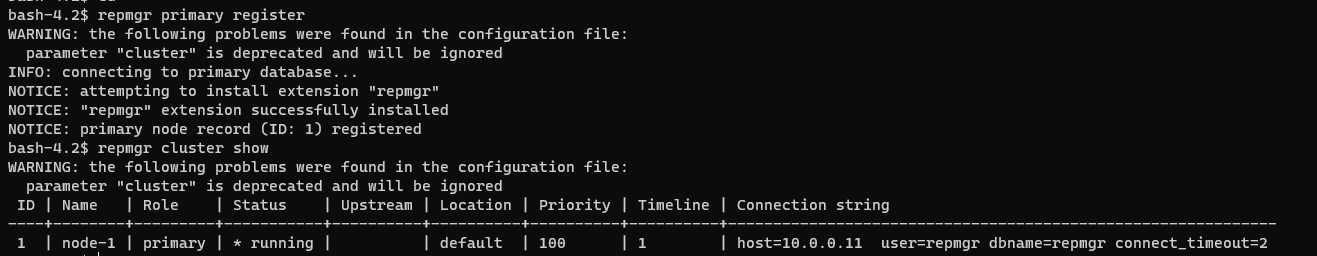 bash-4.2$ repmgr primary register
WARNING: the following problems were found in the configuration file:
  parameter "cluster" is deprecated and will be ignored
INFO: connecting to primary database...
NOTICE: attempting to install extension "repmgr"
NOTICE: "repmgr" extension successfully installed
NOTICE: primary node record (ID: 1) registered
bash-4.2$ repmgr cluster show
WARNING: the following problems were found in the configuration file:
  parameter "cluster" is deprecated and will be ignored
 ID | Name   | Role    | Status    | Upstream | Location | Priority | Timeline | Connection string
----+--------+---------+-----------+----------+----------+----------+----------+------------------------------------------------------------
 1  | node-1 | primary | * running |          | default  | 100      | 1        | host=10.0.0.11  user=repmgr dbname=repmgr connect_timeout=2